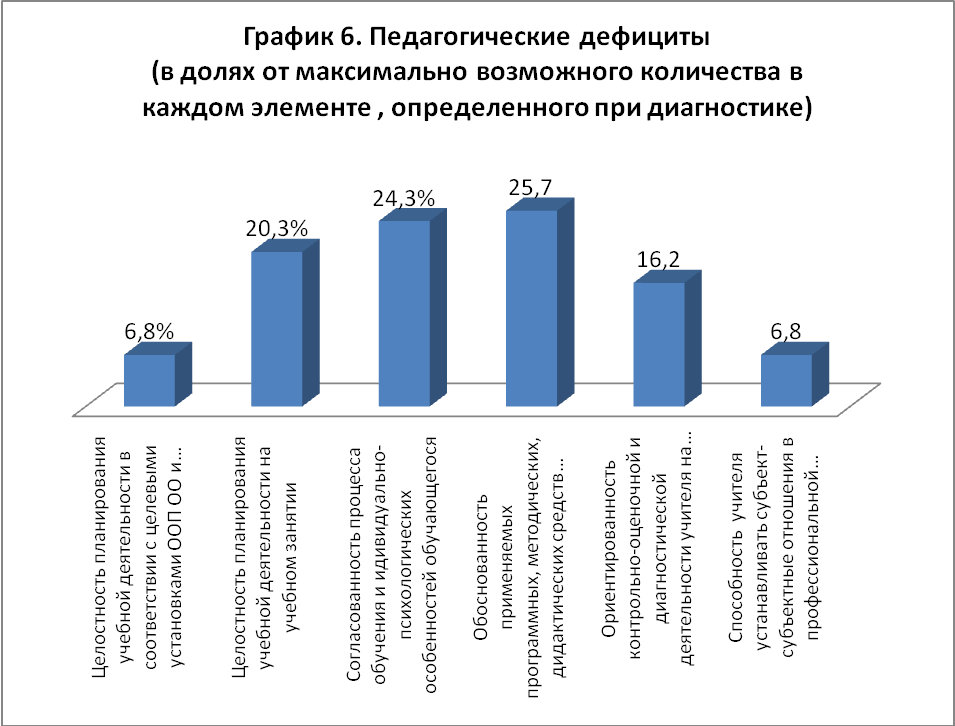 График 6. Педагогические дефициты
(в долях от максимально возможного количества в
каждом элементе , определенного при диагностике)
6,8%
20,3%
24,3%
25,7
16,2
6,8
Целостность планирования
учебной деятельности в
соответствии с целевыми
установками ООП ОО и...
Целостность планирования
учебной деятельности на
учебном занятии
Согласованность процесса
обучения и идивидуально-
психологических
особенностей обучающегося
Обоснованность
применяемых
программных, методических,
дидактических средств...
Ориентированность
контрольно-оценочной и
диагностической
деятельности учителя на...
Способность учителя
устанавливать субъект-
субъектные отношения в
профессиональной...